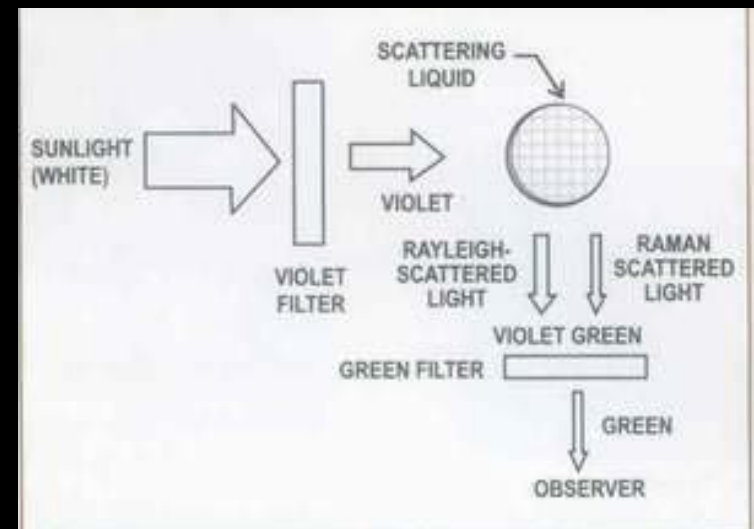 SCATTERING
LIQUID
SUNLIGHT
(WHITE)
VIOLET
VIOLET
FILTER
RAYLEIGH-
SCATTERED
LIGHT
RAMAN
SCATTERED
LIGHT
VIOLET GREEN
GREEN FILTER
GREEN
OBSERVER